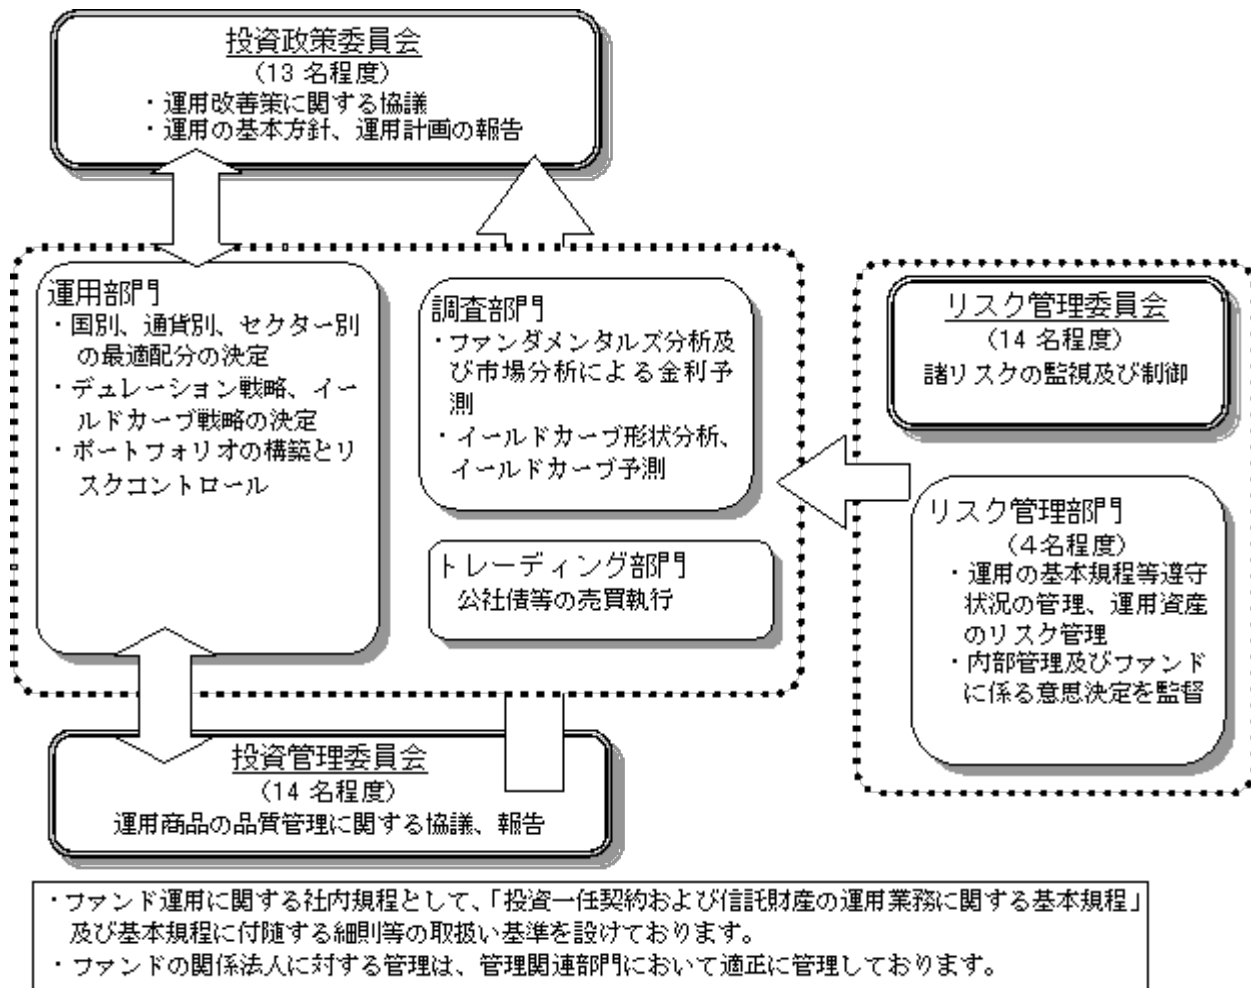 投資政策委員会
（13 名程度）
・運用改善策に関する協議
・運用の基本方針、運用計画の報告
運用部門
・国別、通貨別、セクター別
の最適配分の決定
・デュレーション戦略、イー
ルドカーブ戦略の決定
・ポートフォリオの構築とリ
スクコントロール
調査部門
・ファンダメンタルズ分析及
び市場分析による金利予
測
・イールドカーブ形状分析、
イールドカーブ予測
トレーディング部門
公社債等の売買執行
リスク管理委員会
（14 名程度）
諸リスクの監視及び制御
リスク管理部門
（4名程度）
・運用の基本規程等遵守
状況の管理、運用資産
のリスク管理
・内部管理及びファンド
に係る意思決定を監督
投資管理委員会
（14 名程度）
運用商品の品質管理に関する協議、報告
・ファンド運用に関する社内規程として、「投資一任契約および信託財産の運用業務に関する基本規程」
及び基本規程に付随する細則等の取扱い基準を設けております。
・ファンドの関係法人に対する管理は、管理関連部門において適正に管理しております。